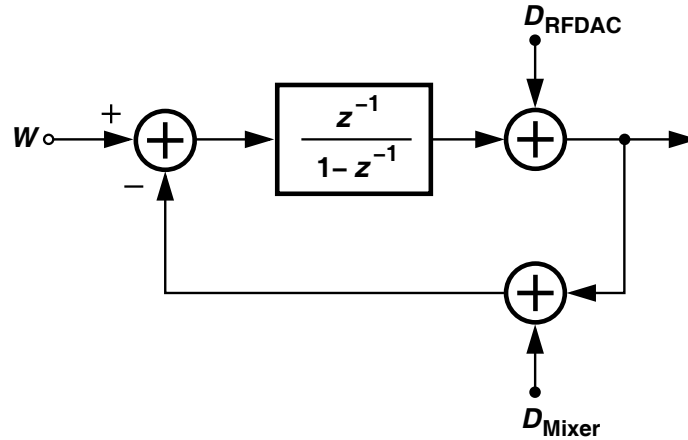 D_RFDAC
W
+
−
z⁻¹
1− z⁻¹
D_Mixer